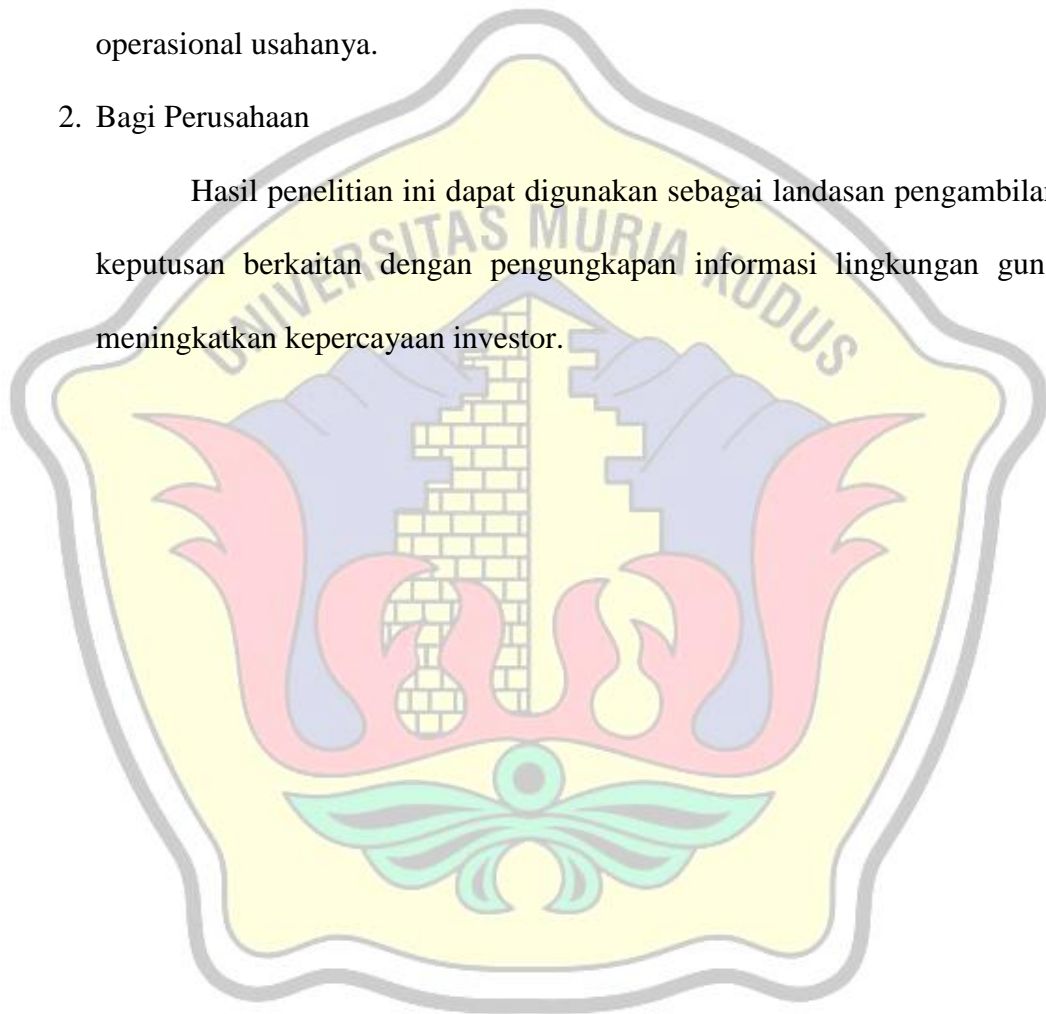 operasional usahanya.
2. Bagi Perusahaan
Hasil penelitian ini dapat digunakan sebagai landasan pengambilan
keputusan berkaitan dengan pengungkapan informasi lingkungan gun
meningkatkan kepercayaan investor.
UNIVERSITAS MURIA KUDUS